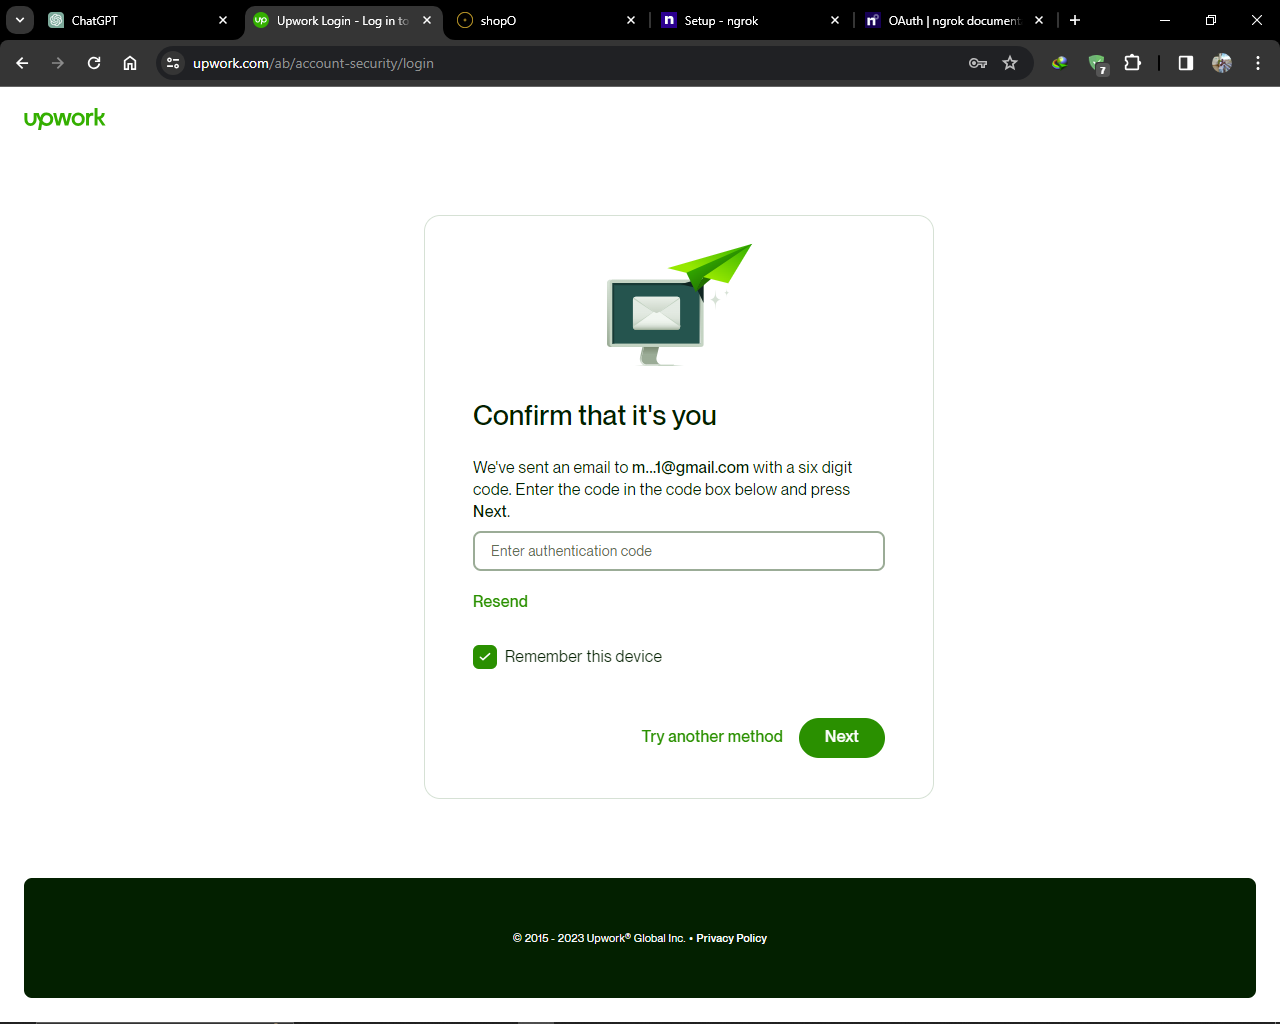 ChatGPT
Upwork Login - Log in to
shopO
Setup - ngrok
OAuth | ngrok document
upwork.com/ab/account-security/login
7
upwork
Confirm that it's you
We've sent an email to m...1@gmail.com with a six digit
code. Enter the code in the code box below and press
Next.
Enter authentication code
Resend
Remember this device
Try another method
Next
© 2015 - 2023 Upwork® Global Inc. • Privacy Policy